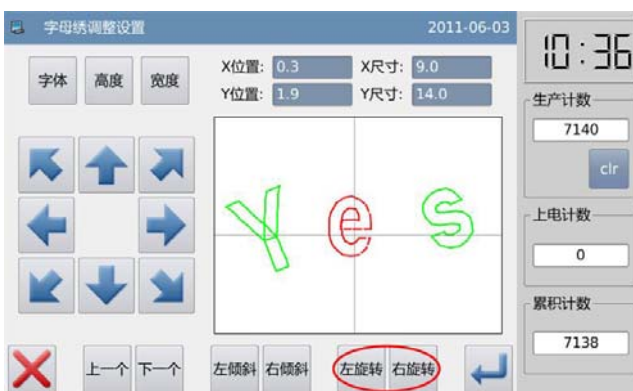 字母绣调整设置 2011-06-03
10:36
字体 高度 宽度
X位置: 0.3 X尺寸: 9.0
Y位置: 1.9 Y尺寸: 14.0
生产计数
7140
clr
Yes
上电计数
0
累积计数
7138
上一个 下一个 左倾斜 右倾斜 左旋转 右旋转